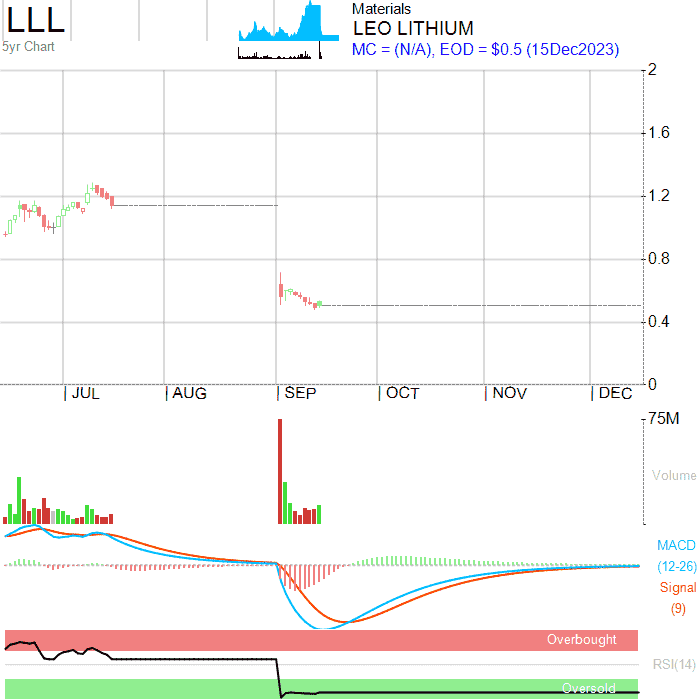 LLL
5yr Chart
Materials
LEO LITHIUM
MC = (N/A), EOD = $0.5 (15Dec2023)
2
1.6
1.2
0.8
0.4
0
JUL AUG SEP OCT NOV DEC
75M
Volume
MACD
(12-26)
Signal
(9)
Overbought
RSI(14)
Oversold